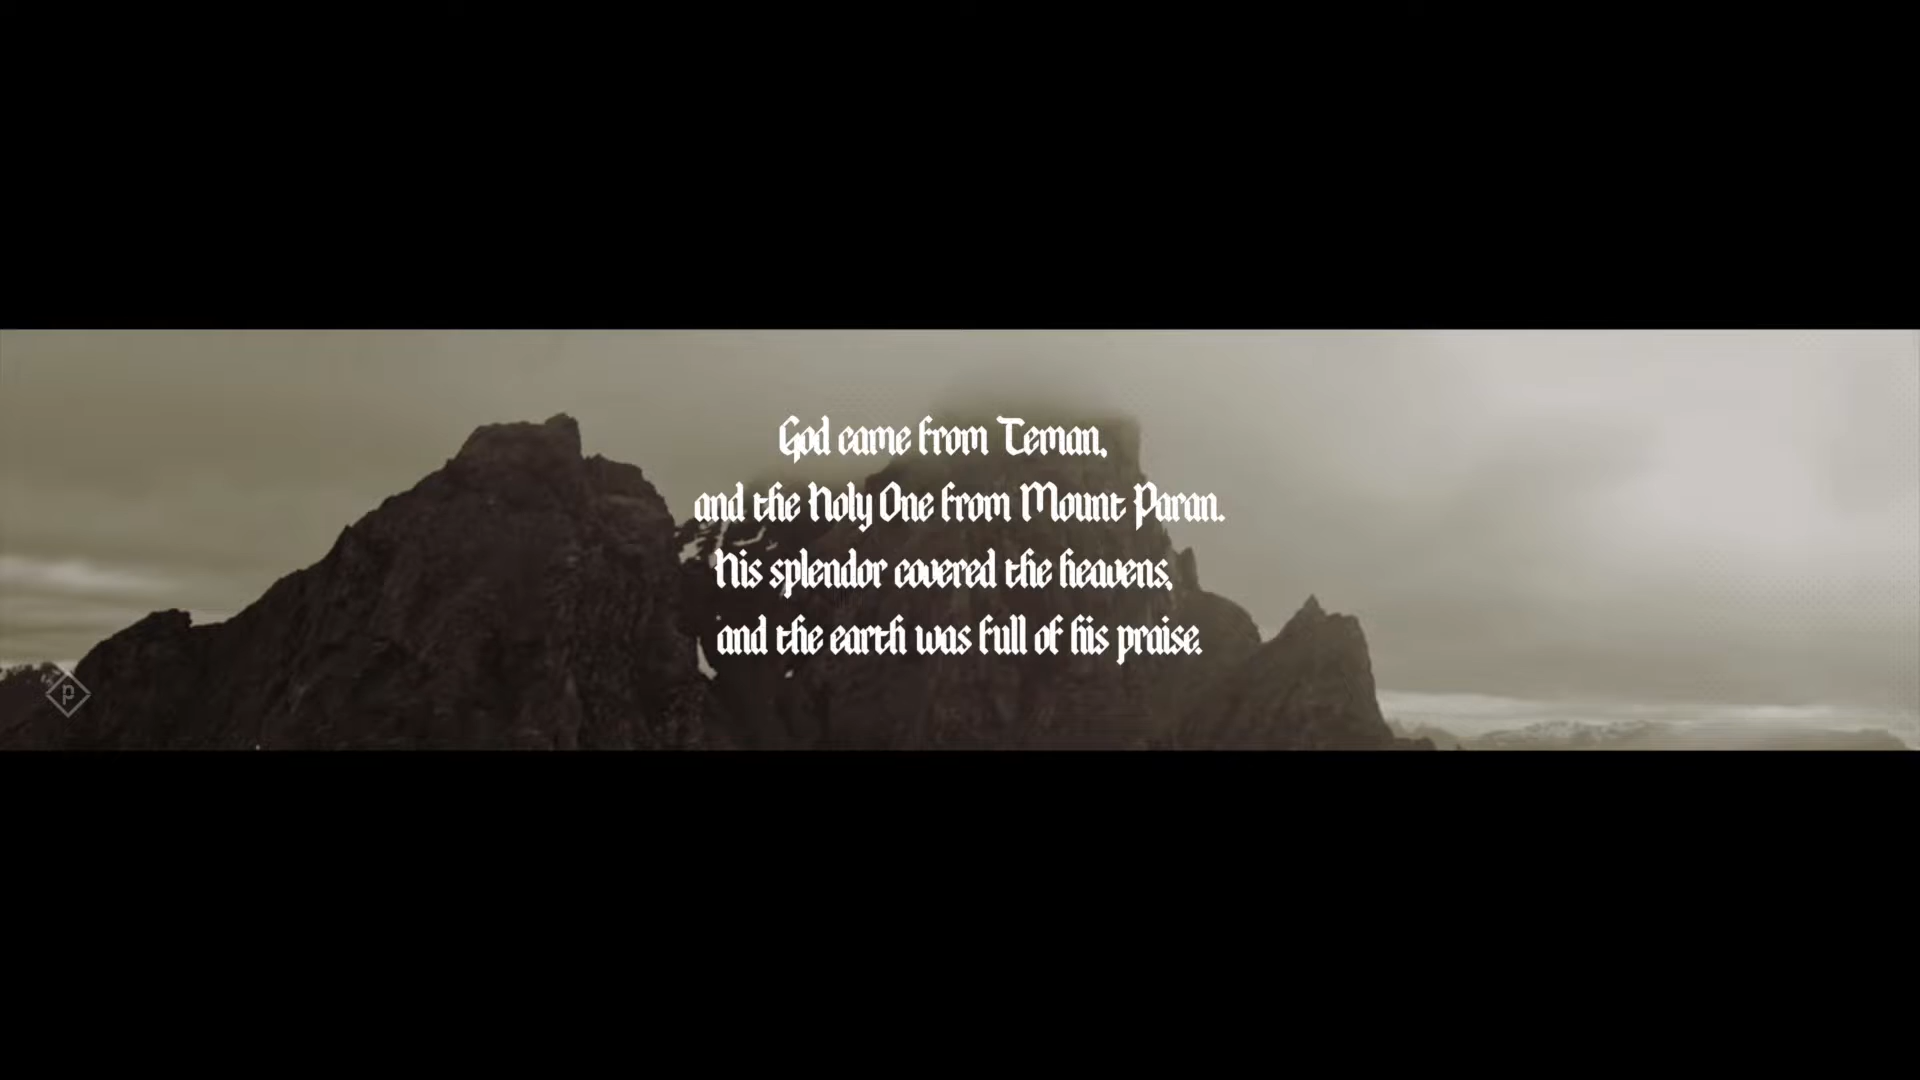 God came from Teman,
and the Holy One from Mount Paran.
His splendor covered the heavens,
and the earth was full of his praise.
P